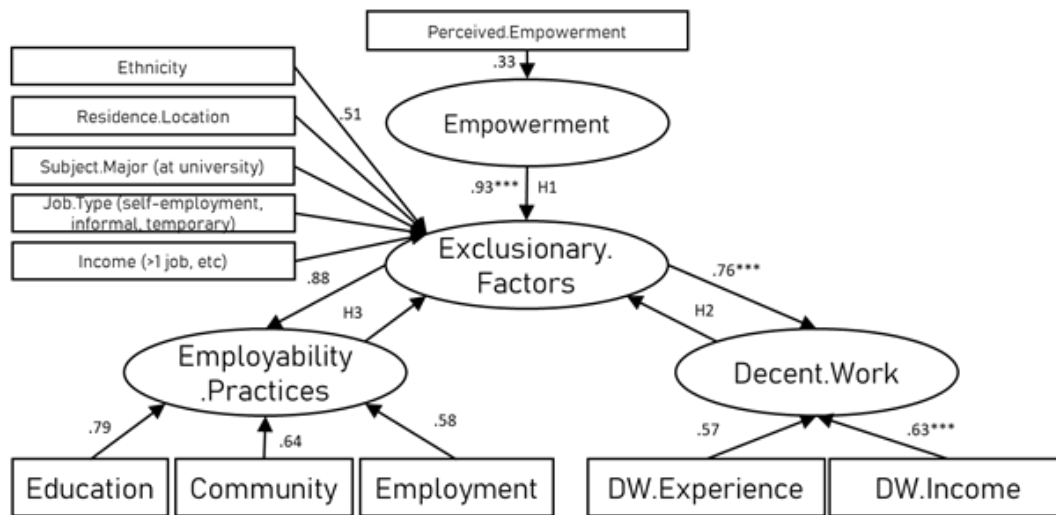 Perceived.Empowerment
Ethnicity
.33
.51
Residence.Location
Empowerment
Subject.Major (at university)
.93***
H1
Job.Type (self-employment,
informal, temporary)
Income (>1 job, etc)
Exclusionary.
Factors
.88
.76***
H3
H2
Employability
.Practices
Decent.Work
.79
.64
.58
.57
.63***
Education
Community
Employment
DW.Experience
DW.Income